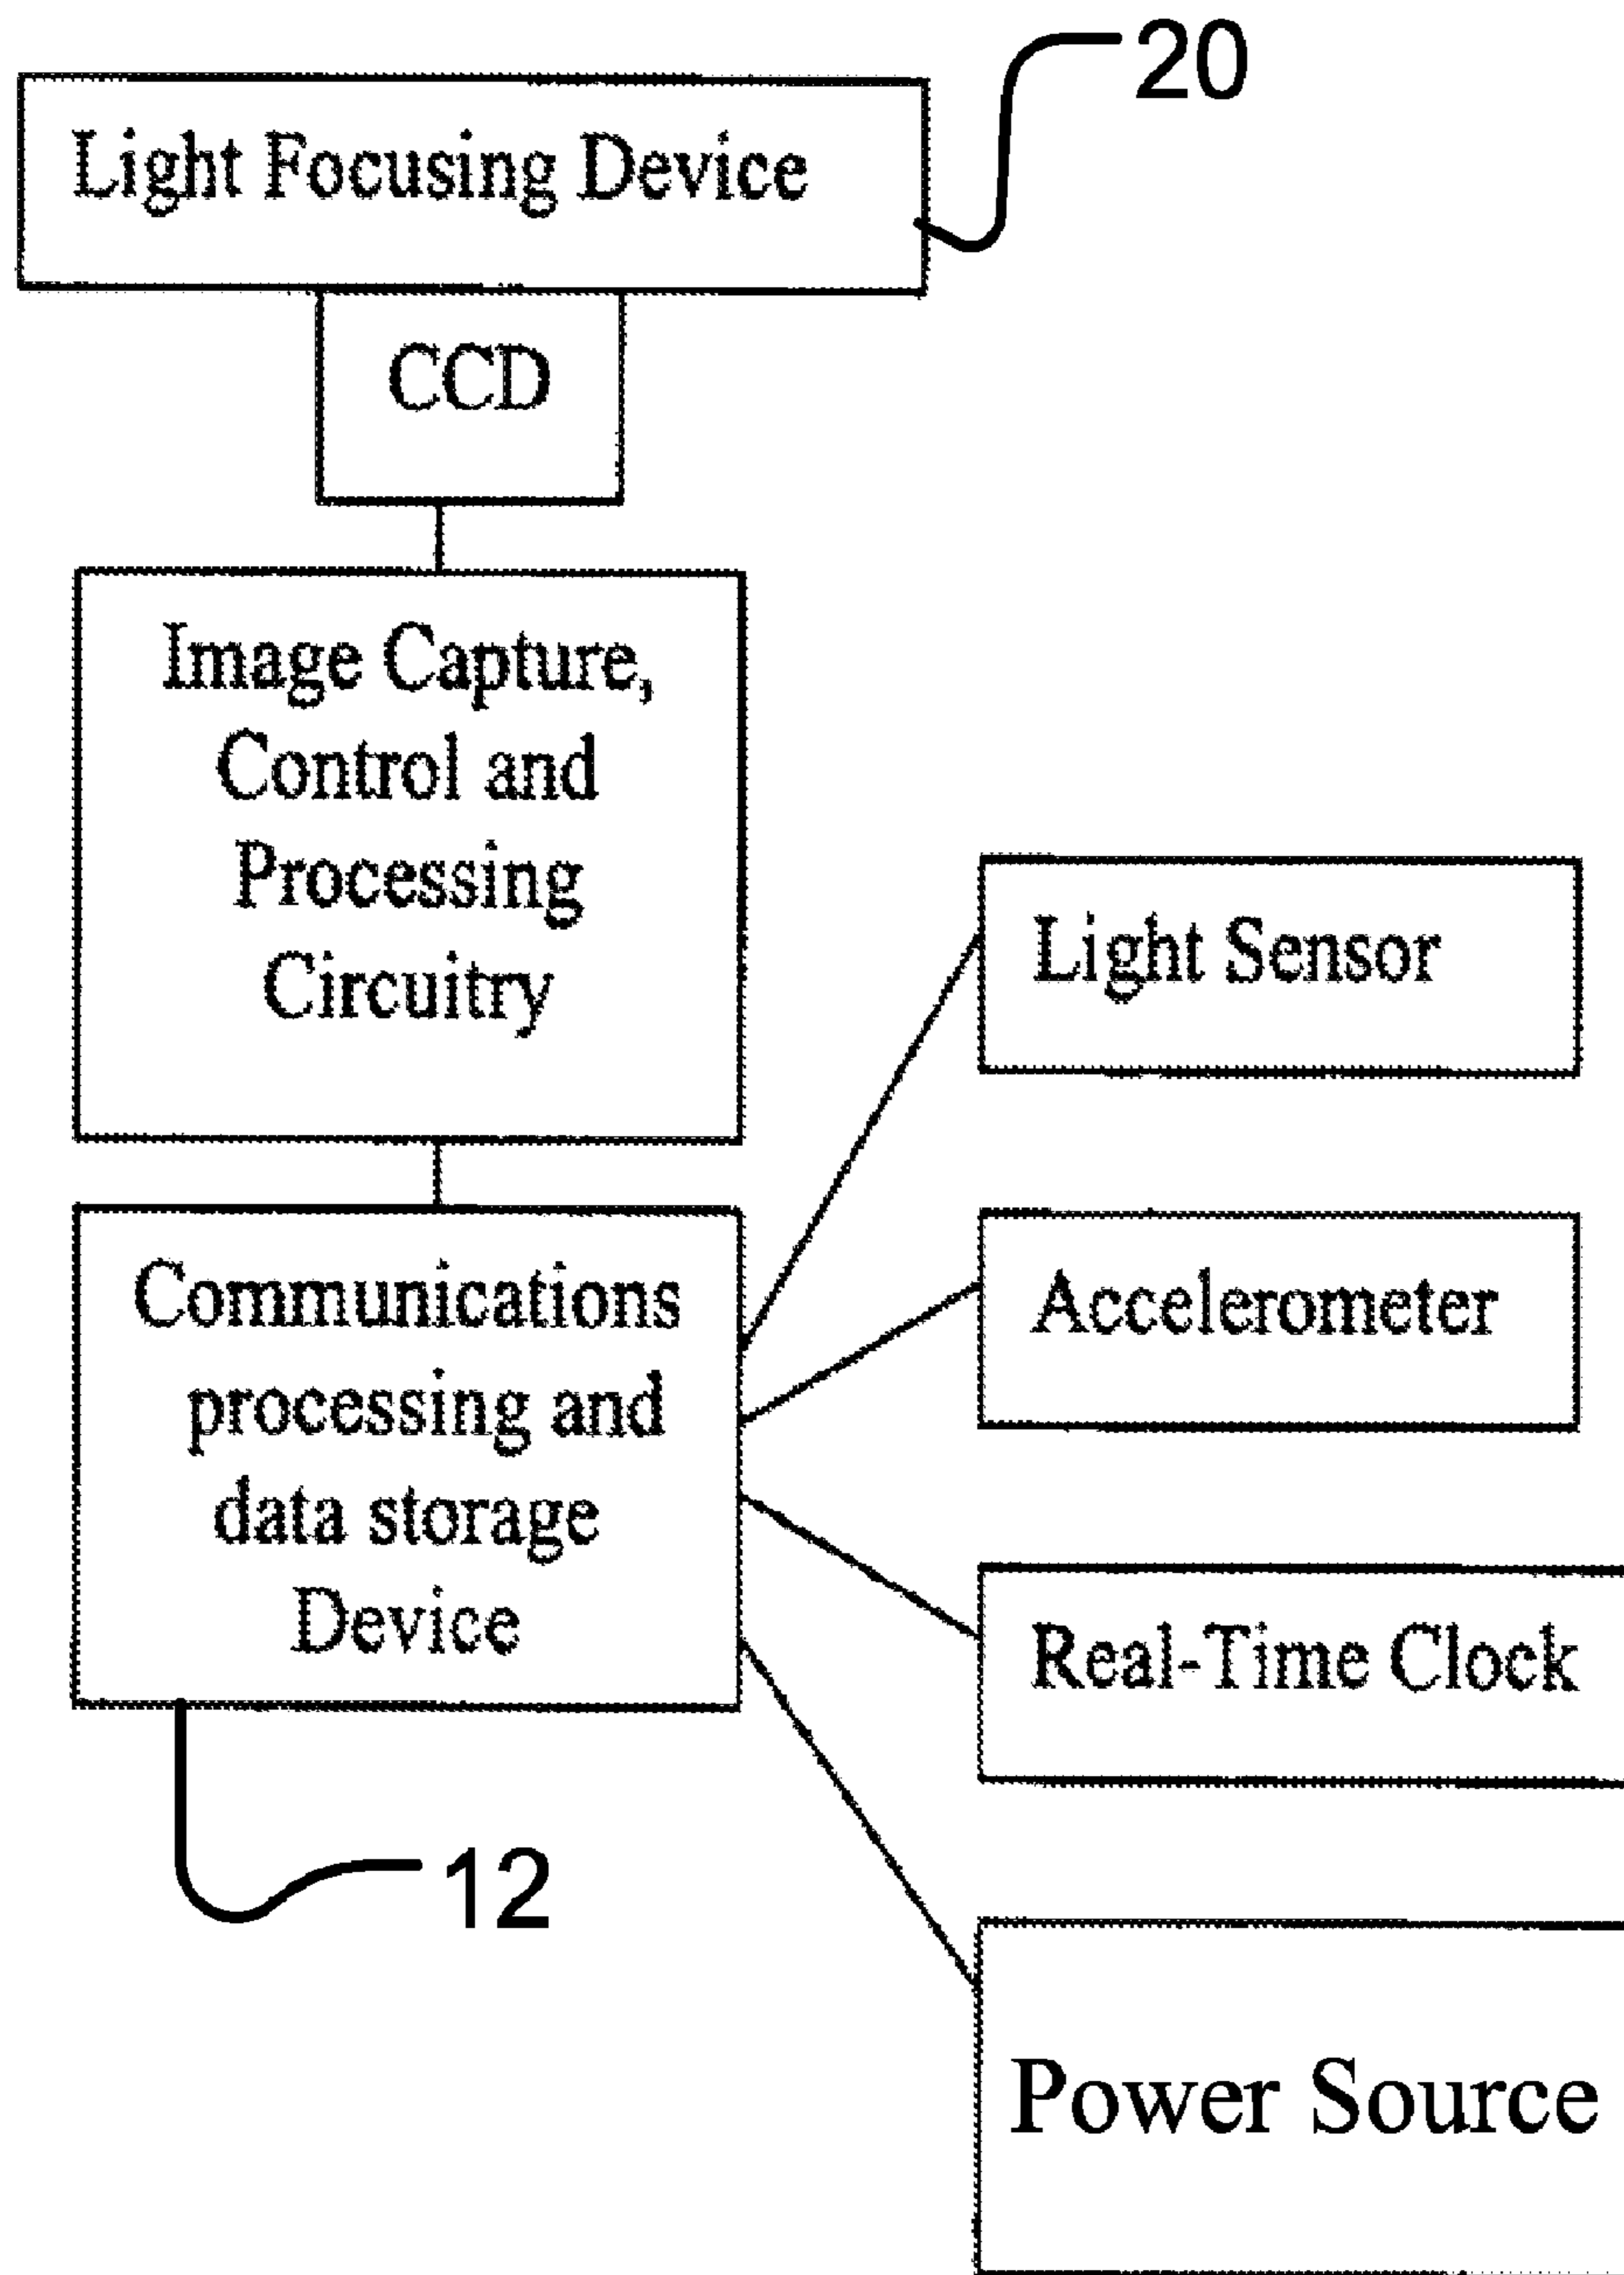 20
Light Focusing Device
CCD
Image Capture,
Control and
Processing
Circuitry
Light Sensor
Communications
processing and
data storage
Device
Accelerometer
Real-Time Clock
12
Power Source